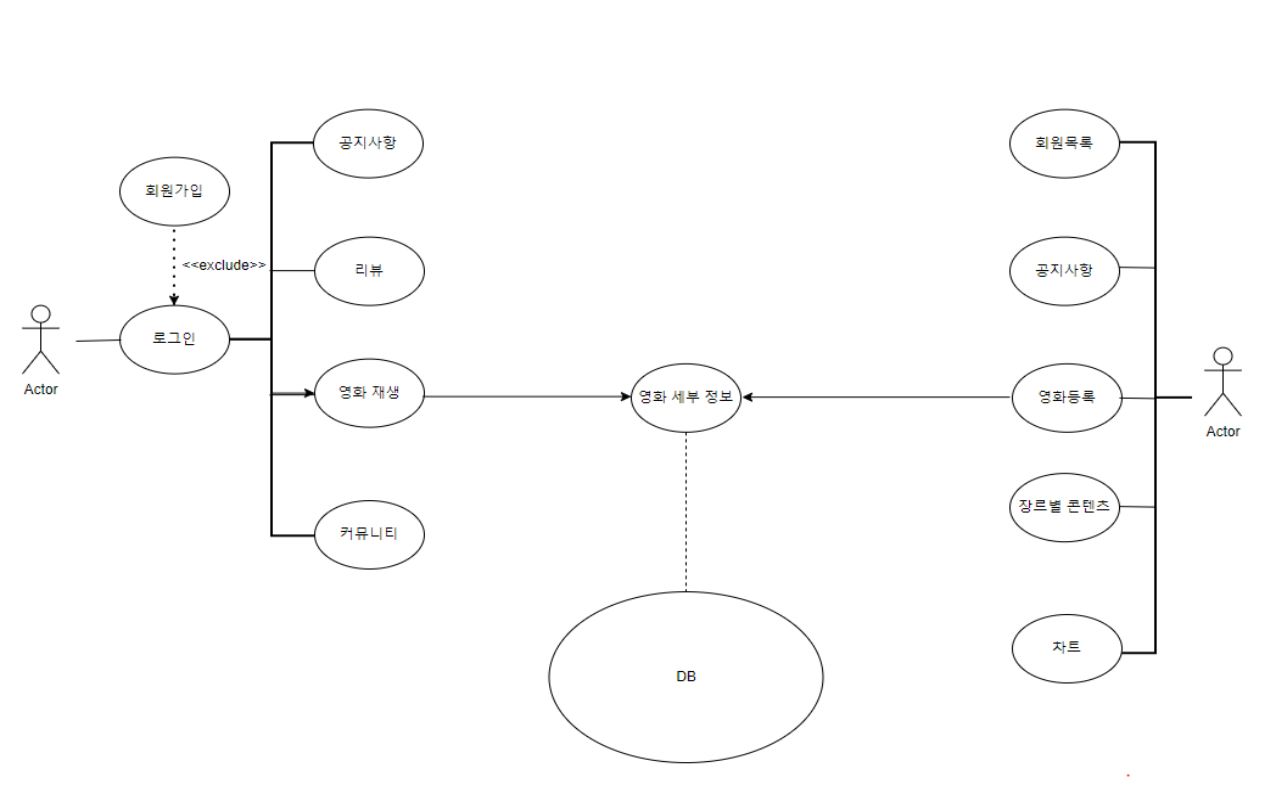 공지사항
회원목록
회원가입
<<exclude>>
리뷰
공지사항
로그인
Actor
영화 재생
영화 세부 정보
영화등록
Actor
장르별 콘텐츠
커뮤니티
차트
DB